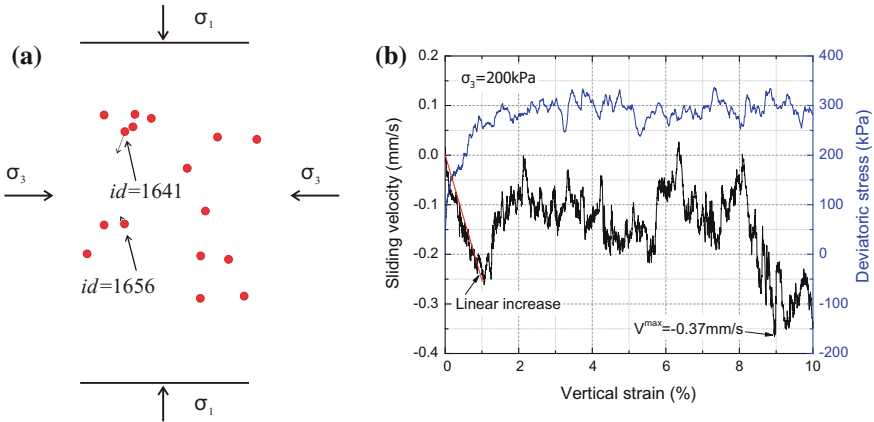 (a)
σ₁
σ₃
σ₃
id=1641
id=1656
σ₁
(b)
σ₃=200kPa
Sliding velocity (mm/s)
0.2
0.1
0.0
-0.1
-0.2
-0.3
-0.4
Linear increase
Vᵐᵃˣ=-0.37mm/s
400
300
200
100
0
-100
-200
Deviatoric stress (kPa)
0 2 4 6 8 10
Vertical strain (%)